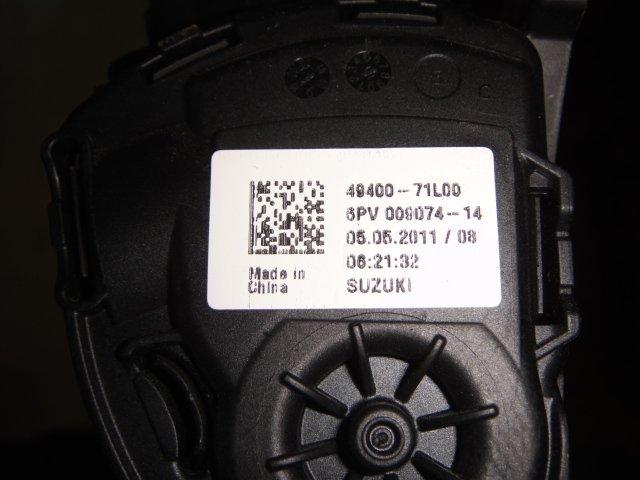 49400-71L00
6PV 009074-14
05.05.2011 / 08
06:21:32
SUZUKI
Made in
China
C